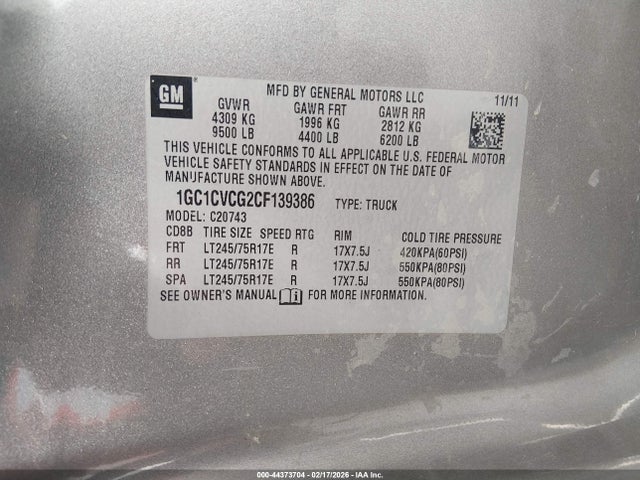 GM
MFD BY GENERAL MOTORS LLC 11/11
GVWR GAWR FRT GAWR RR
4309 KG 1996 KG 2812 KG
9500 LB 4400 LB 6200 LB
THIS VEHICLE CONFORMS TO ALL APPLICABLE U.S. FEDERAL MOTOR
VEHICLE SAFETY STANDARDS IN EFFECT ON THE DATE OF
MANUFACTURE SHOWN ABOVE.
1GC1CVCG2CF139386 TYPE: TRUCK
MODEL: C20743
CD8B TIRE SIZE SPEED RTG RIM COLD TIRE PRESSURE
FRT LT245/75R17E R 17X7.5J 420KPA(60PSI)
RR LT245/75R17E R 17X7.5J 550KPA(80PSI)
SPA LT245/75R17E R 17X7.5J 550KPA(80PSI)
SEE OWNER'S MANUAL FOR MORE INFORMATION.
000-44373704 - 02/17/2026 - IAA Inc.